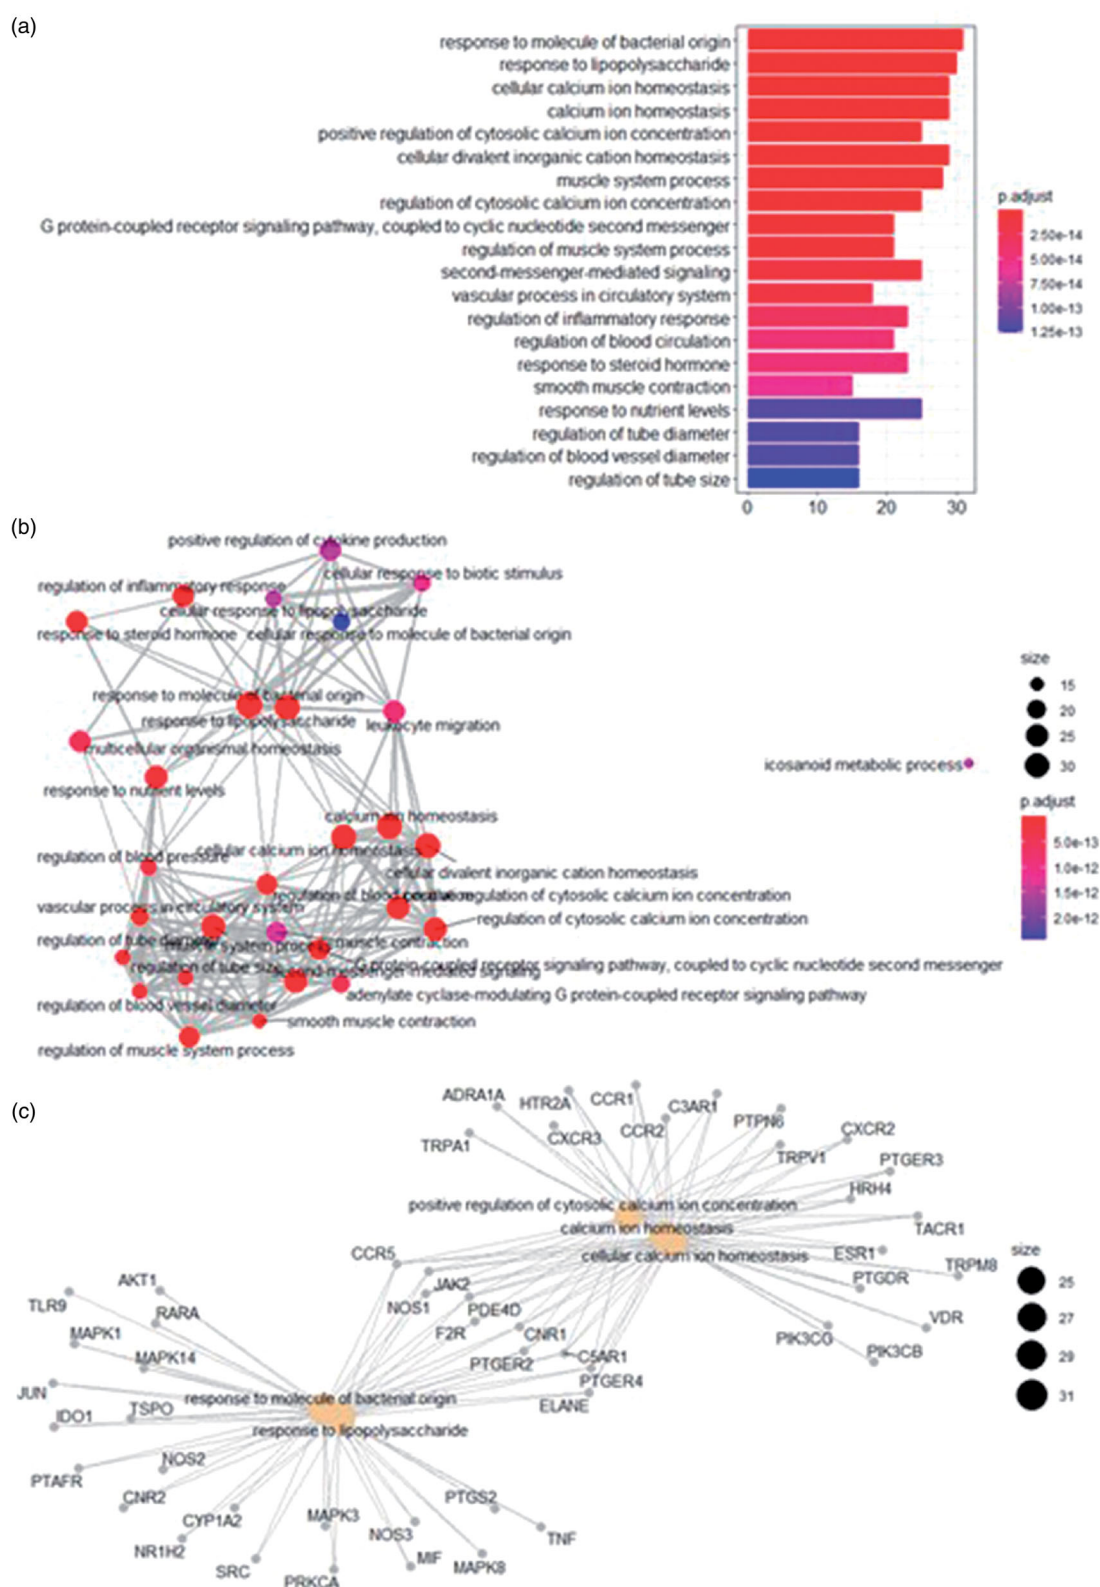 (a)
response to molecule of bacterial origin
response to lipopolysaccharide
cellular calcium ion homeostasis
calcium ion homeostasis
positive regulation of cytosolic calcium ion concentration
cellular divalent inorganic cation homeostasis
muscle system process
regulation of cytosolic calcium ion concentration
G protein-coupled receptor signaling pathway, coupled to cyclic nucleotide second messenger
regulation of muscle system process
second-messenger-mediated signaling
vascular process in circulatory system
regulation of inflammatory response
regulation of blood circulation
response to steroid hormone
smooth muscle contraction
response to nutrient levels
regulation of tube diameter
regulation of blood vessel diameter
regulation of tube size
0 10 20 30
p.adjust
2.50e-14
5.00e-14
7.50e-14
1.00e-13
1.25e-13
(b)
positive regulation of cytokine production
cellular response to biotic stimulus
regulation of inflammatory response
cellular response to lipopolysaccharide
response to steroid hormone
cellular response to molecule of bacterial origin
response to molecule of bacterial origin
response to lipopolysaccharide
leukocyte migration
multicellular organismal homeostasis
icosanoid metabolic process
response to nutrient levels
calcium ion homeostasis
regulation of blood pressure
cellular calcium ion homeostasis
cellular divalent inorganic cation homeostasis
regulation of blood
regulation of cytosolic calcium ion concentration
vascular process in circulatory system
regulation of cytosolic calcium ion concentration
regulation of tube diameter
muscle system process
muscle contraction
G protein-coupled receptor signaling pathway, coupled to cyclic nucleotide second messenger
regulation of tube size
second-messenger-mediated signaling
adenylate cyclase-modulating G protein-coupled receptor signaling pathway
regulation of blood vessel diameter
smooth muscle contraction
regulation of muscle system process
size
15
20
25
30
p.adjust
5.0e-13
1.0e-12
1.5e-12
2.0e-12
(c)
ADRA1A
HTR2A
CCR1
C3AR1
PTPN6
CXCR2
TRPA1
CXCR3
CCR2
TRPV1
PTGER3
HRH4
positive regulation of cytosolic calcium ion concentration
calcium ion homeostasis
TACR1
cellular calcium ion homeostasis
ESR1
TRPM8
CCR5
PTGDR
AKT1
JAK2
TLR9
NOS1
PDE4D
RARA
VDR
MAPK1
F2R
CNR1
PIK3CG
MAPK14
PTGER2
C5AR1
PIK3CB
PTGER4
JUN
response to molecule of bacterial origin
ELANE
IDO1
TSPO
response to lipopolysaccharide
PTAFR
NOS2
CNR2
PTGS2
CYP1A2
MAPK3
NOS3
TNF
NR1H2
SRC
MIF
MAPK8
PRKCA
size
25
27
29
31